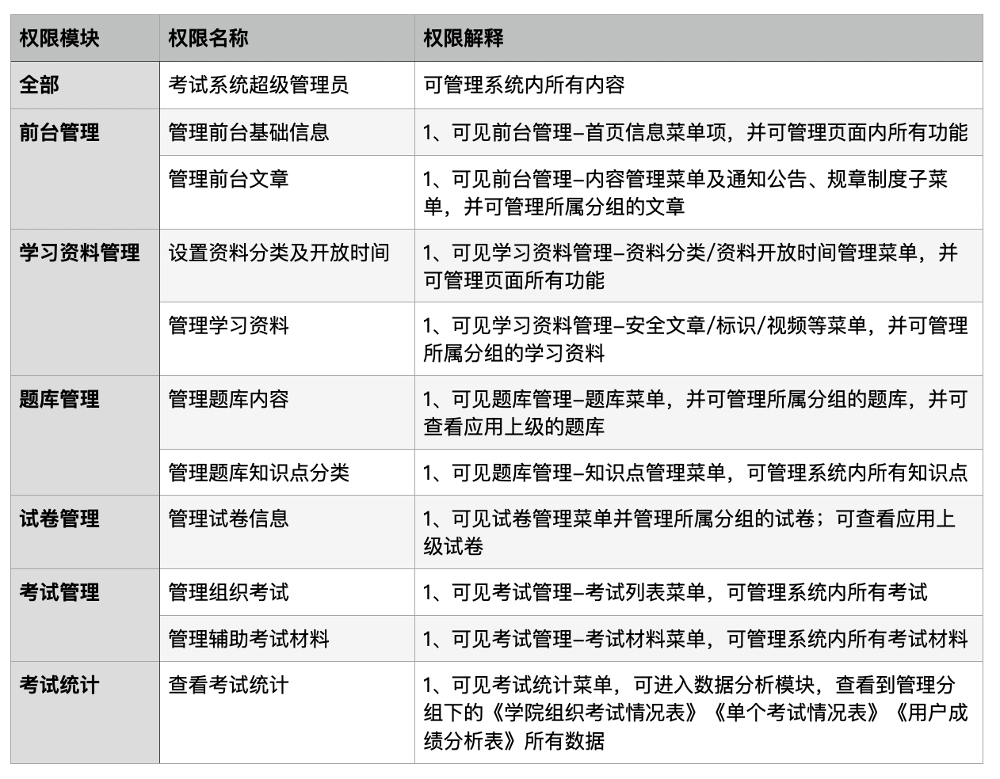 权限模块 权限名称 权限解释
全部 考试系统超级管理员 可管理系统内所有内容
前台管理 管理前台基础信息 1、可见前台管理–首页信息菜单项，并可管理页面内所有功能
管理前台文章 1、可见前台管理–内容管理菜单及通知公告、规章制度子菜
单，并可管理所属分组的文章
学习资料管理 设置资料分类及开放时间 1、可见学习资料管理–资料分类/资料开放时间管理菜单，并
可管理页面所有功能
管理学习资料 1、可见学习资料管理–安全文章/标识/视频等菜单，并可管理
所属分组的学习资料
题库管理 管理题库内容 1、可见题库管理–题库菜单，并可管理所属分组的题库，并可
查看应用上级的题库
管理题库知识点分类 1、可见题库管理–知识点管理菜单，可管理系统内所有知识点
试卷管理 管理试卷信息 1、可见试卷管理菜单并管理所属分组的试卷；可查看应用上
级试卷
考试管理 管理组织考试 1、可见考试管理–考试列表菜单，可管理系统内所有考试
管理辅助考试材料 1、可见考试管理–考试材料菜单，可管理系统内所有考试材料
考试统计 查看考试统计 1、可见考试统计菜单，可进入数据分析模块，查看到管理分
组下的《学院组织考试情况表》《单个考试情况表》《用户成
绩分析表》所有数据